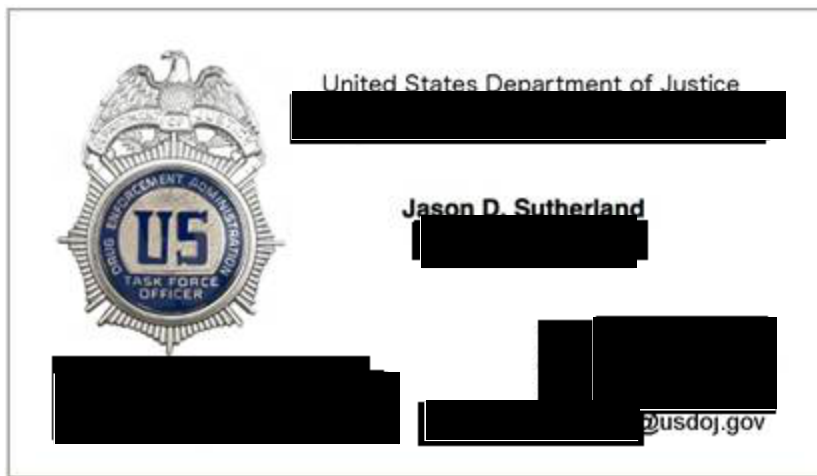 United States Department of Justice
Jason D. Sutherland
DRUG ENFORCEMENT ADMINISTRATION
US
TASK FORCE
OFFICER
@usdoj.gov